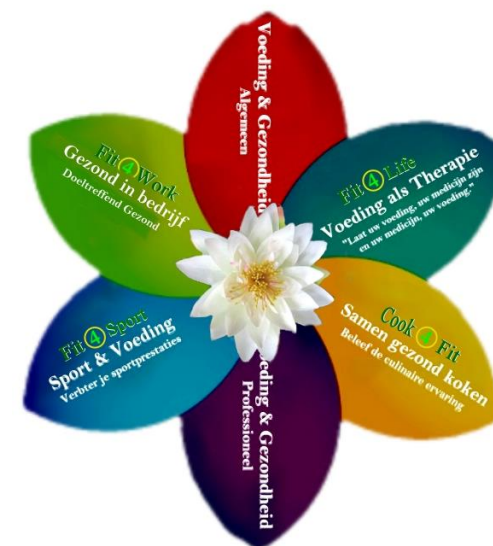 Voeding & Gezondheid
Algemeen
Fit 4 Life
Voeding als Therapie
"Laat uw voeding, uw medicijn zijn
en uw medicijn, uw voeding."
Cook 4 Fit
Samen gezond koken
Beleef de culinaire ervaring
oeding & Gezondheid
Professioneel
Fit 4 Sport
Sport & Voeding
Verbter je sportprestaties
Fit 4 Work
Gezond in bedrijf
Doeltreffend Gezond